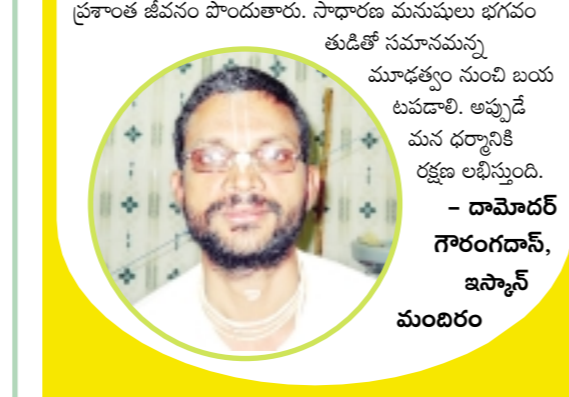 ప్రశాంత జీవనం పొందుతారు. సాధారణ మనుషులు భగవం
తుడితో సమానమన్న
మూఢత్వం నుంచి బయ
టపడాలి. అప్పుడే
మన ధర్మానికి
రక్షణ లభిస్తుంది.
– దామోదర్
గౌరంగదాస్,
ఇస్కాన్
మందిరం